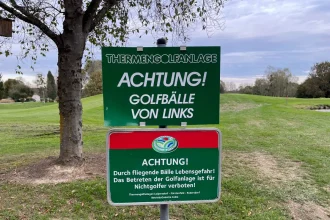 THERMENGOLFANLAGE
ACHTUNG!
GOLFBÄLLE
VON LINKS
ACHTUNG!
Durch fliegende Bälle Lebensgefahr!
Das Betreten der Golfanlage ist für
Nichtgolfer verboten!